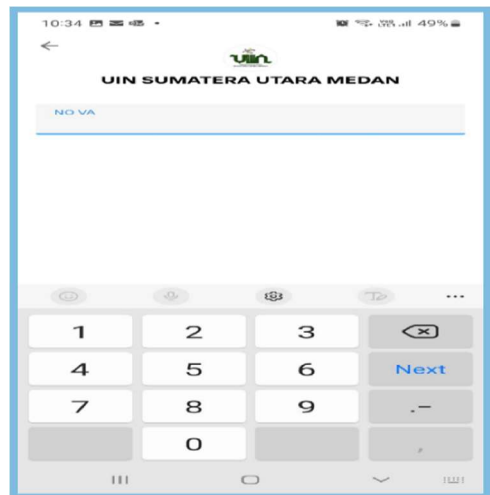 10:34 49%
UIN
UIN SUMATERA UTARA MEDAN
NO VA
1 2 3
4 5 6 Next
7 8 9 .-
0 ,